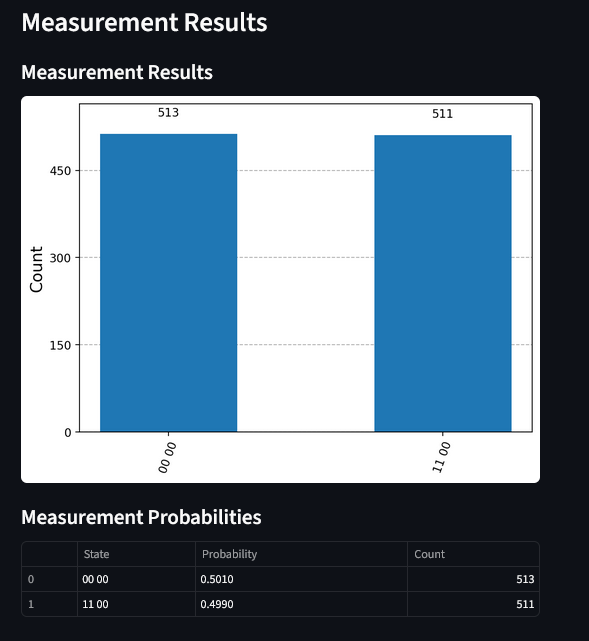 Measurement Results
Measurement Results
513
511
450
300
150
0
Count
00 00
11 00
Measurement Probabilities
State Probability Count
0 00 00 0.5010 513
1 11 00 0.4990 511